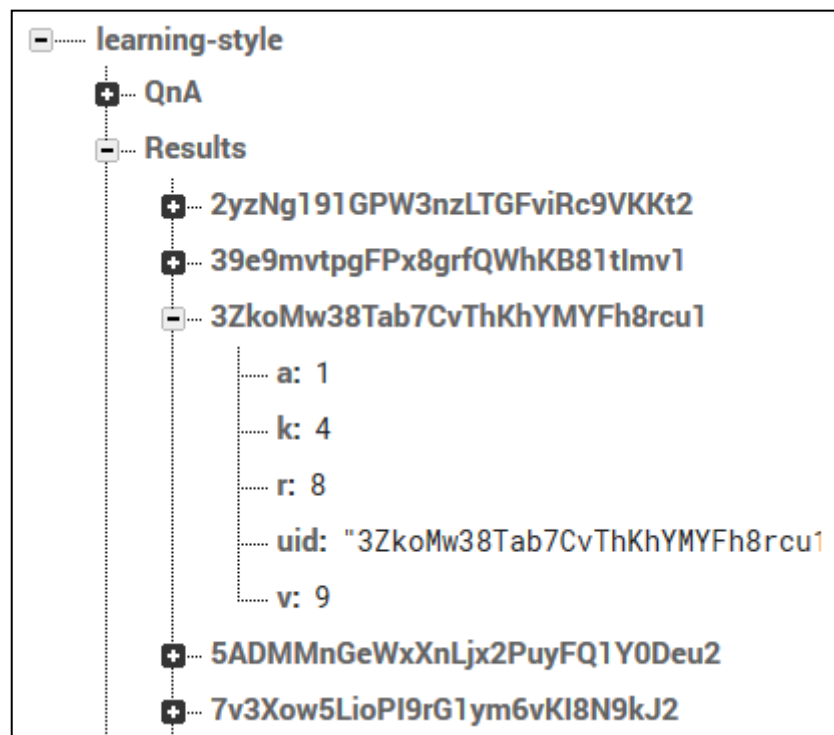 learning-style
QnA
Results
2yzNg191GPW3nzLTGFviRc9VKKt2
39e9mvtpgFPx8grfQWhKB81tImv1
3ZkoMw38Tab7CvThKhYMYFh8rcu1
a: 1
k: 4
r: 8
uid: "3ZkoMw38Tab7CvThKhYMYFh8rcu1
v: 9
5ADMMnGeWxXnLjx2PuyFQ1Y0Deu2
7v3Xow5LioPI9rG1ym6vKI8N9kJ2